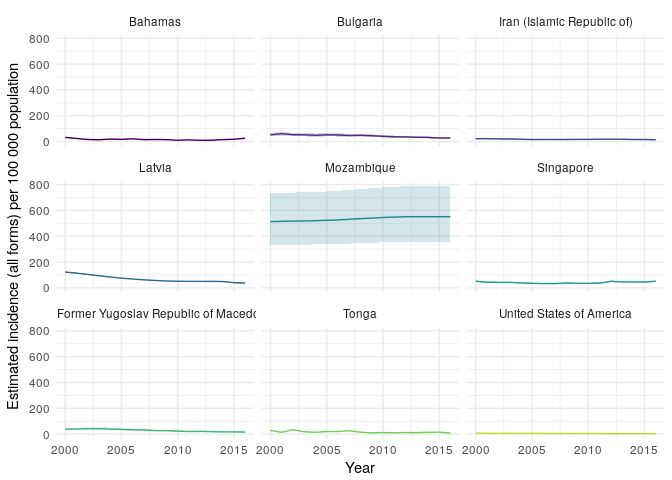 Bahamas Bulgaria Iran (Islamic Republic of)
800
600
400
200
0
Latvia Mozambique Singapore
800
600
400
200
0
Former Yugoslav Republic of Macedo Tonga United States of America
800
600
400
200
0
2000 2005 2010 2015 2000 2005 2010 2015 2000 2005 2010 2015
Year
Estimated incidence (all forms) per 100 000 population